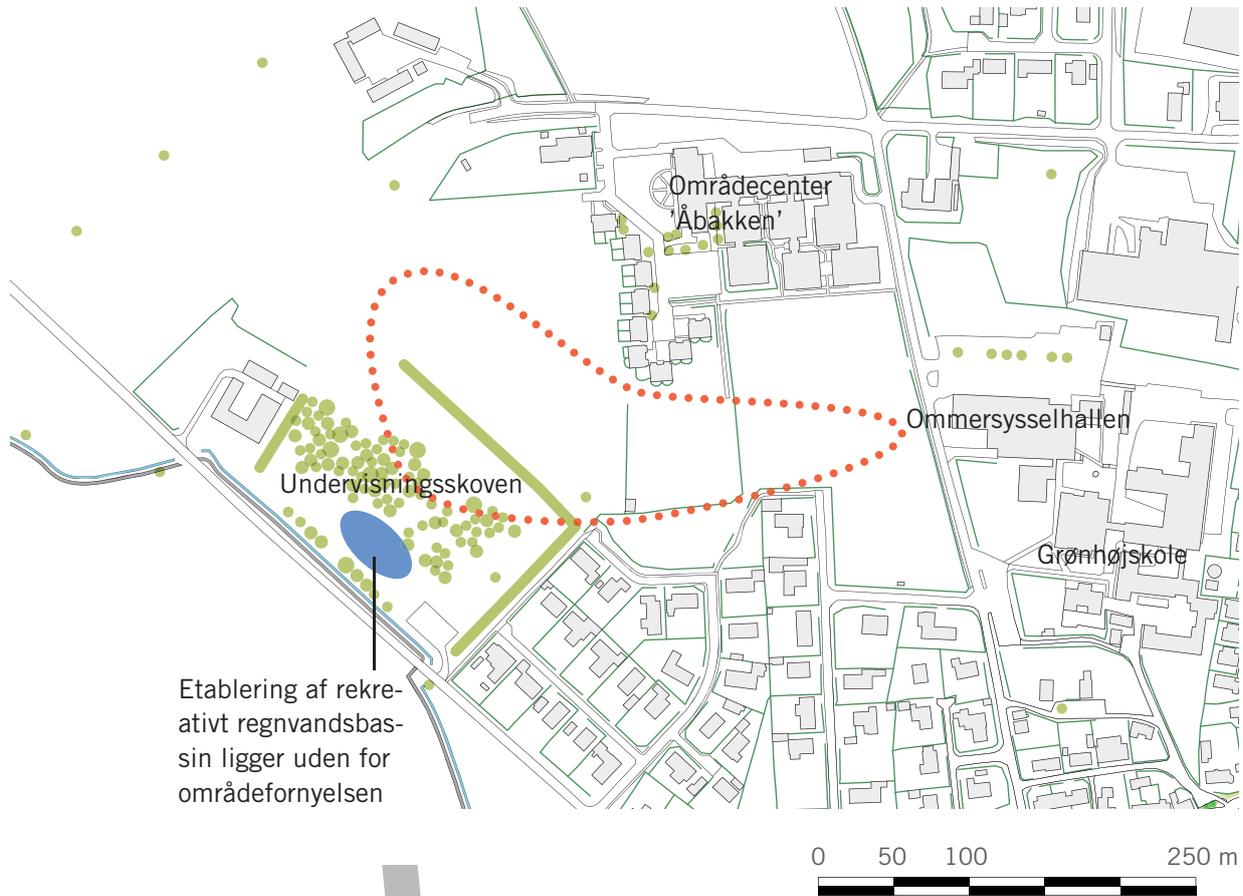 Områdecenter
'Åbakken'
Ommersysselhallen
Undervisningsskoven
Grønhøjskole
Etablering af rekre-
ativt regnvandsbas-
sin ligger uden for
områdefornyelsen
0 50 100 250 m